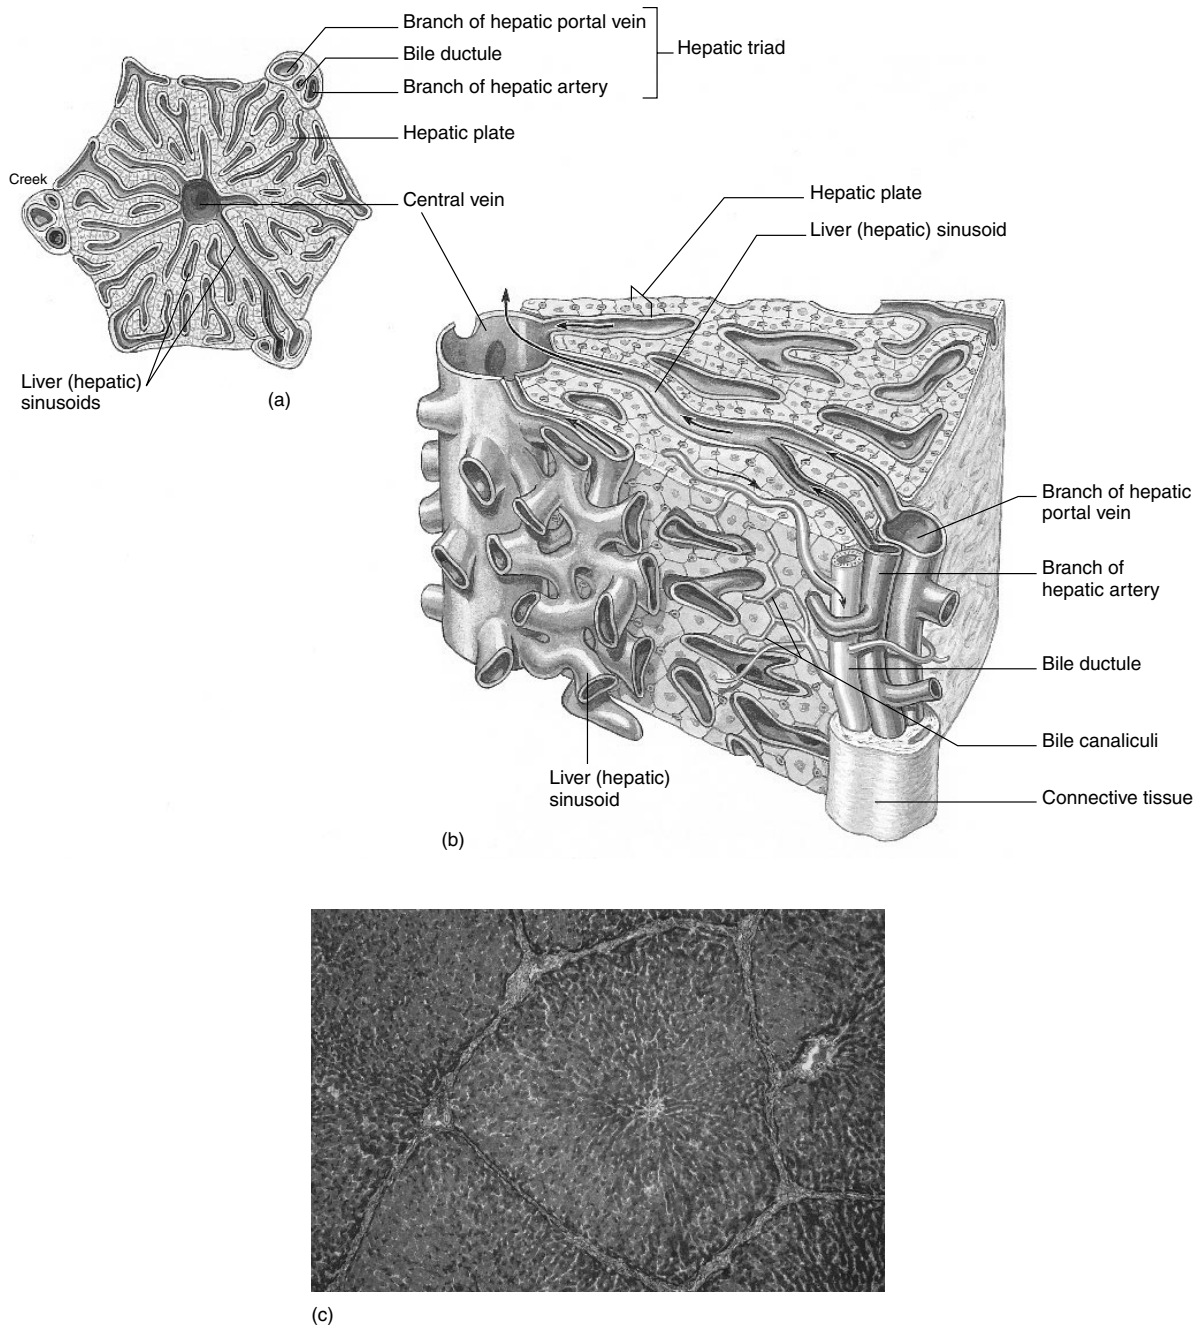 Branch of hepatic portal vein
Bile ductule
Branch of hepatic artery
Hepatic triad
Hepatic plate
Creek
Central vein
Liver (hepatic)
sinusoids
(a)
Hepatic plate
Liver (hepatic) sinusoid
Branch of hepatic
portal vein
Branch of
hepatic artery
Bile ductule
Bile canaliculi
Connective tissue
Liver (hepatic)
sinusoid
(b)
(c)